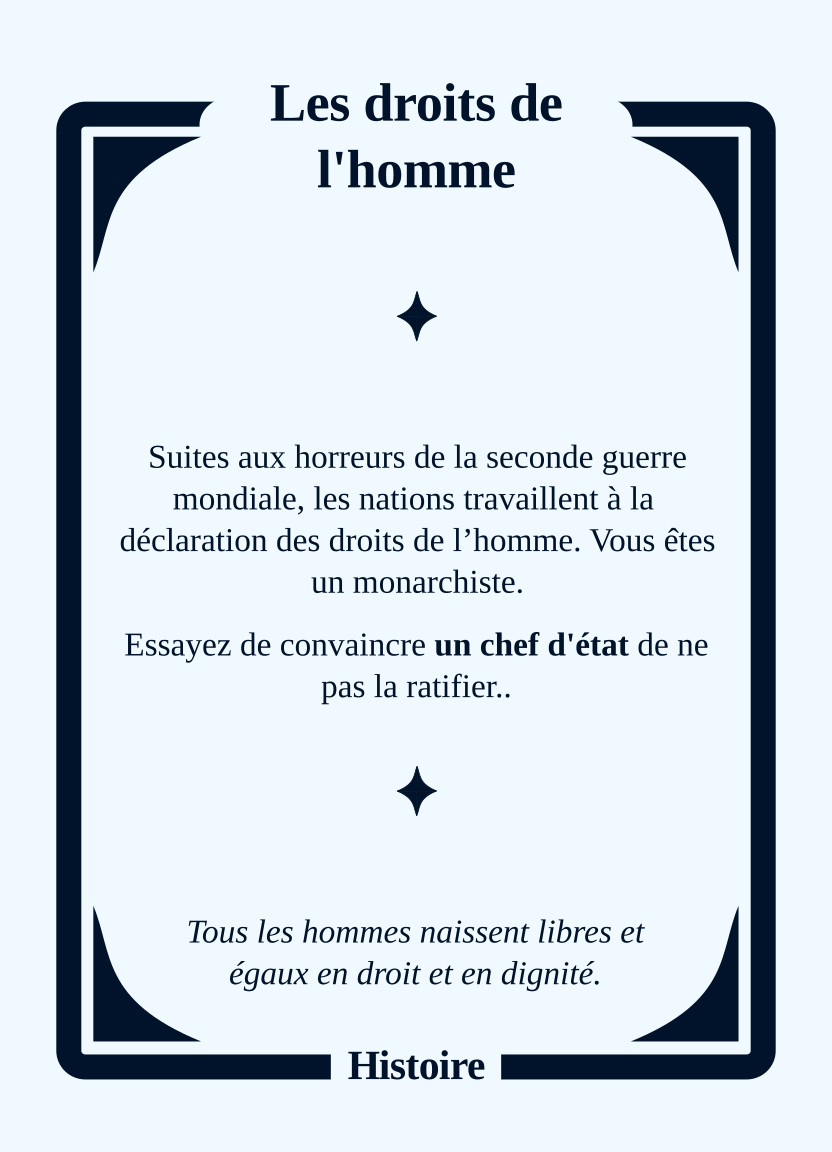 Les droits de
l'homme
Suites aux horreurs de la seconde guerre
mondiale, les nations travaillent à la
déclaration des droits de l’homme. Vous êtes
un monarchiste.
Essayez de convaincre un chef d'état de ne
pas la ratifier..
Tous les hommes naissent libres et
égaux en droit et en dignité.
Histoire